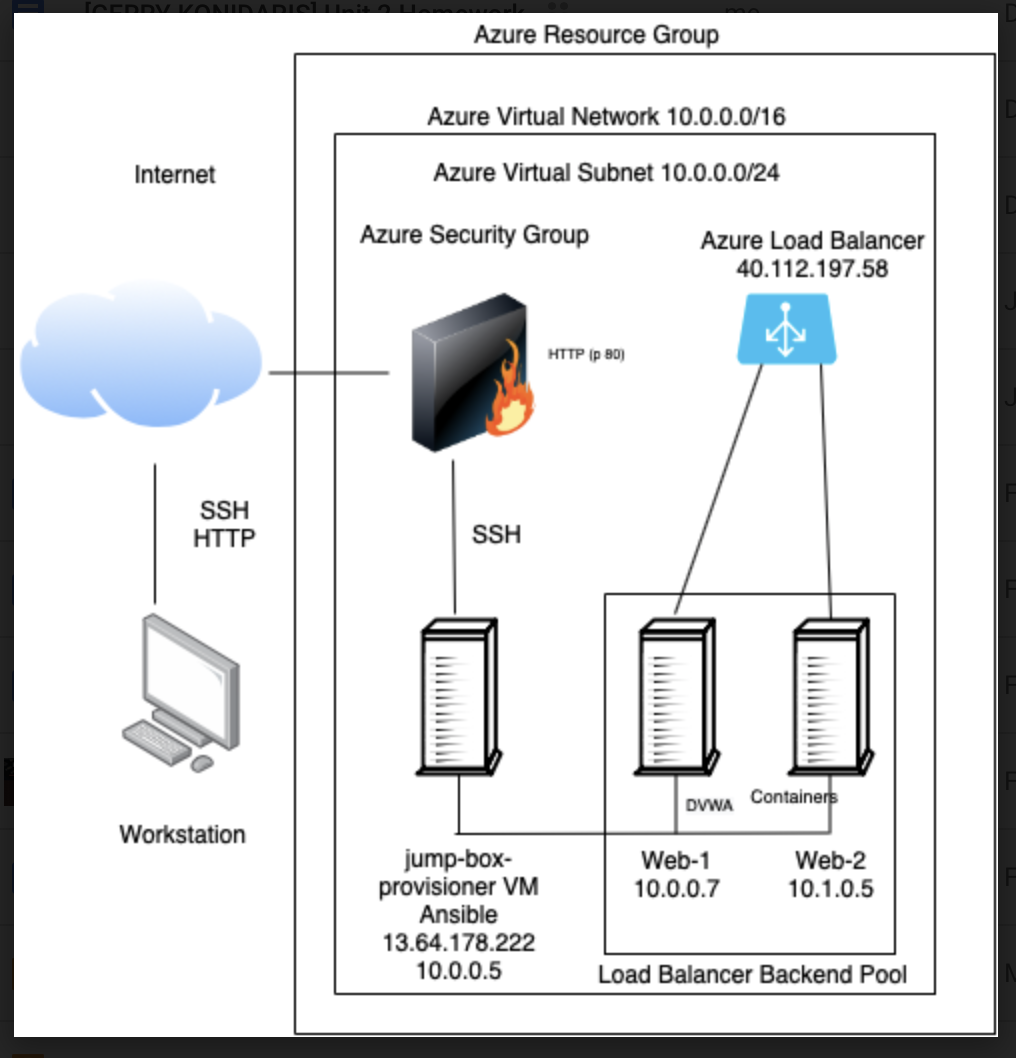 [GERRY KONIDARIS] Unit 2 Homework
me
Azure Resource Group
Azure Virtual Network 10.0.0.0/16
Azure Virtual Subnet 10.0.0.0/24
Internet
Azure Security Group
Azure Load Balancer
40.112.197.58
HTTP (p 80)
SSH
HTTP
SSH
Workstation
DVWA
Containers
jump-box-
provisioner VM
Ansible
13.64.178.222
10.0.0.5
Web-1
10.0.0.7
Web-2
10.1.0.5
Load Balancer Backend Pool